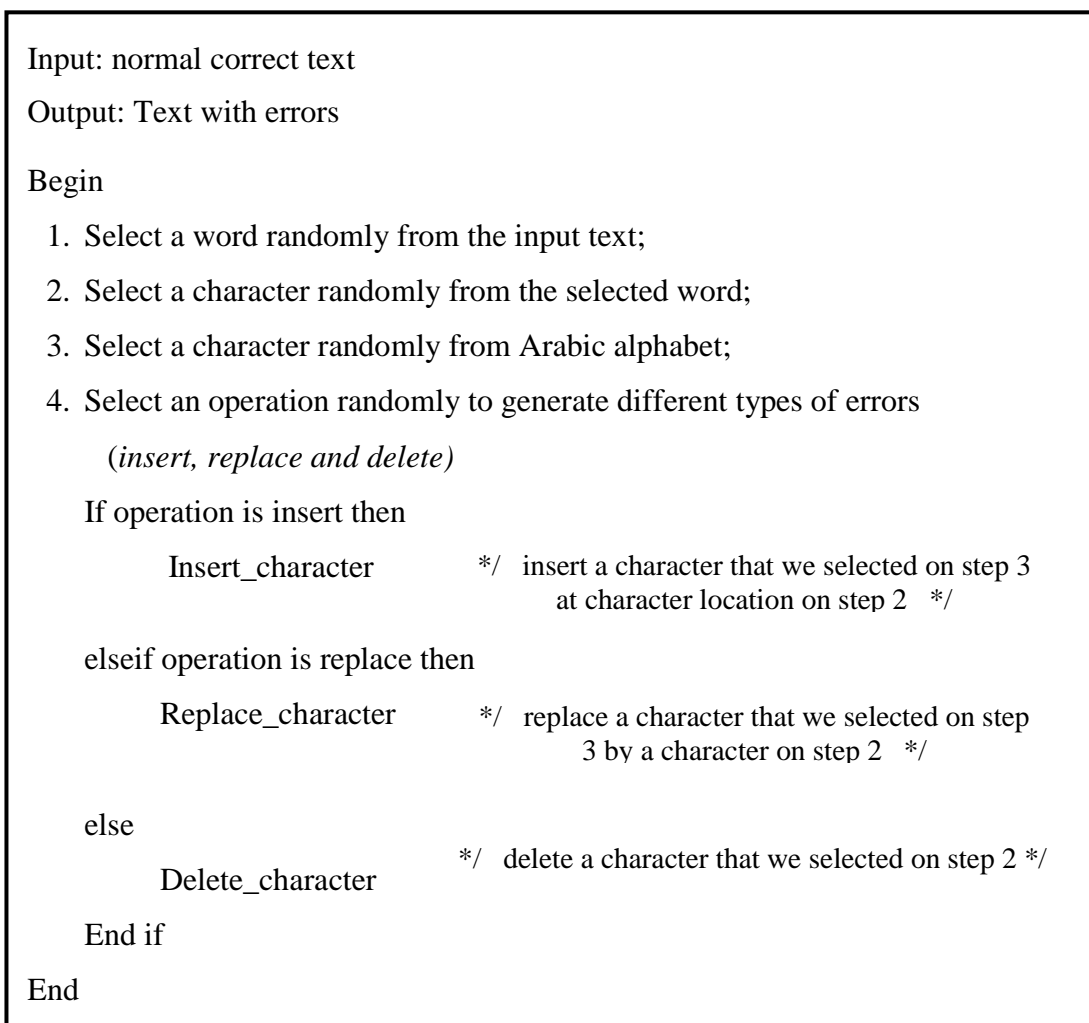 Input: normal correct text
Output: Text with errors
Begin
1. Select a word randomly from the input text;
2. Select a character randomly from the selected word;
3. Select a character randomly from Arabic alphabet;
4. Select an operation randomly to generate different types of errors
(insert, replace and delete)
If operation is insert then
Insert_character */ insert a character that we selected on step 3
at character location on step 2 */
elseif operation is replace then
Replace_character */ replace a character that we selected on step
3 by a character on step 2 */
else
*/ delete a character that we selected on step 2 */
Delete_character
End if
End